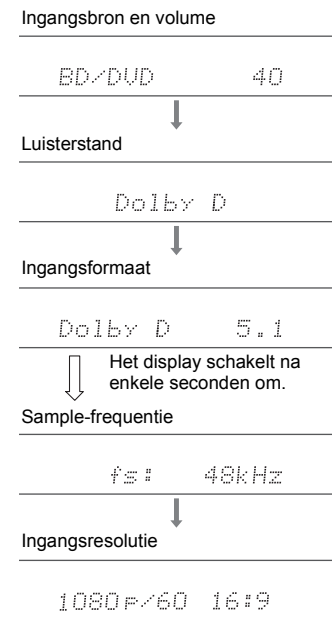 Ingangsbron en volume
BD/DVD 40
Luisterstand
Dolby D
Ingangsformaat
Dolby D 5.1
Het display schakelt na
enkele seconden om.
Sample-frequentie
fs: 48kHz
Ingangsresolutie
1080p/60 16:9